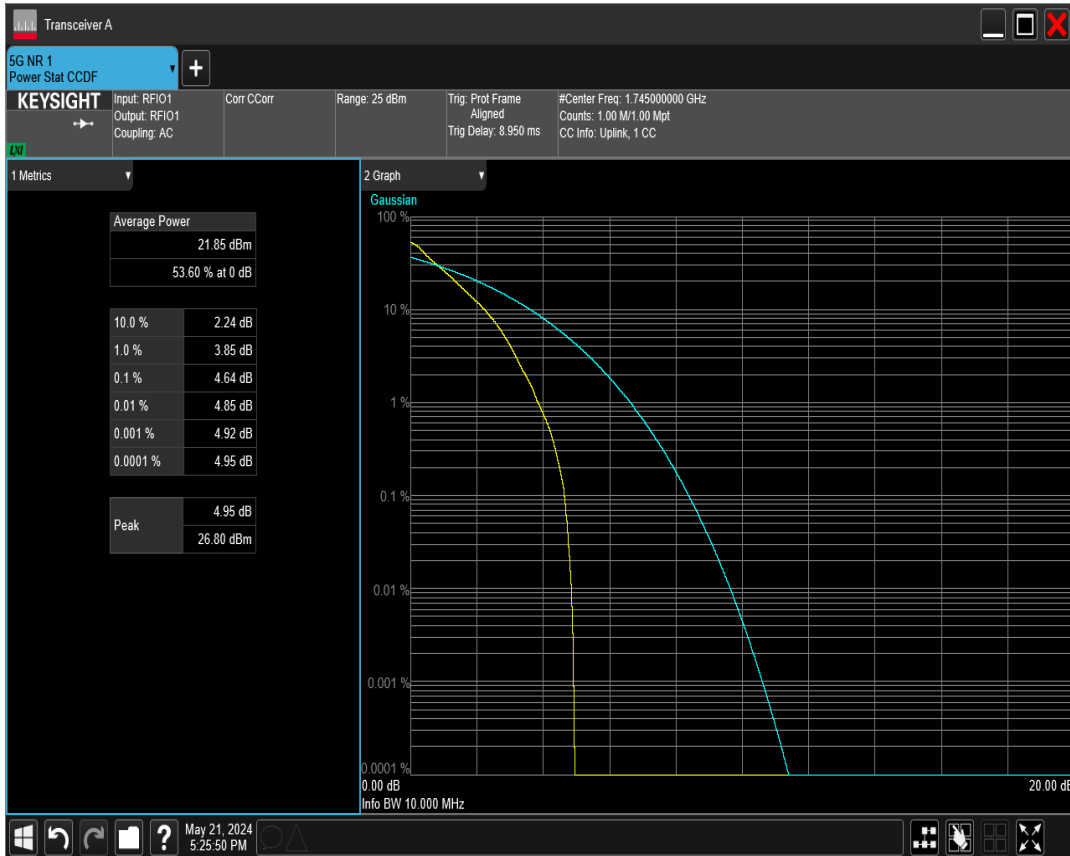 Transceiver A
5G NR 1
Power Stat CCDF
+
KEYSIGHT
LXI
Input: RFIO1
Output: RFIO1
Coupling: AC
Corr CCorr
Range: 25 dBm
Trig: Prot Frame
Aligned
Trig Delay: 8.950 ms
#Center Freq: 1.745000000 GHz
Counts: 1.00 M/1.00 Mpt
CC Info: Uplink, 1 CC
1 Metrics
Average Power
21.85 dBm
53.60 % at 0 dB
10.0 % 2.24 dB
1.0 % 3.85 dB
0.1 % 4.64 dB
0.01 % 4.85 dB
0.001 % 4.92 dB
0.0001 % 4.95 dB
Peak
4.95 dB
26.80 dBm
2 Graph
Gaussian
100 %
10 %
1 %
0.1 %
0.01 %
0.001 %
0.0001 %
0.00 dB 20.00 dB
Info BW 10.000 MHz
?
May 21, 2024
5:25:50 PM